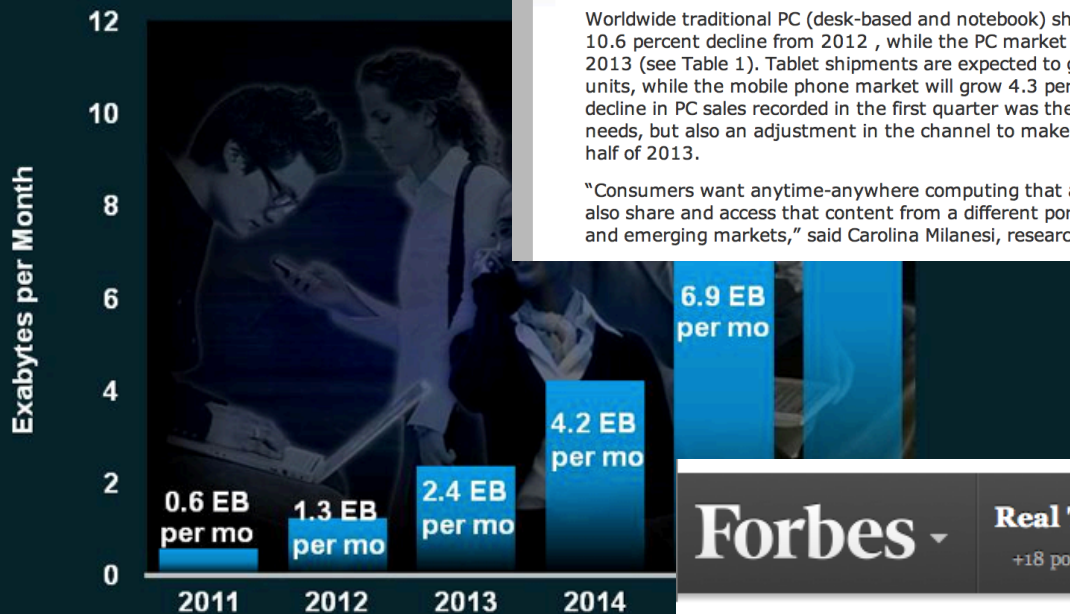 12
10
8
6
4
2
0
Exabytes per Month
0.6 EB
per mo
1.3 EB
per mo
2.4 EB
per mo
4.2 EB
per mo
6.9 EB
per mo
2011
2012
2013
2014
Worldwide traditional PC (desk-based and notebook)
10.6 percent decline from 2012 , while the PC market
2013 (see Table 1). Tablet shipments are expected to
units, while the mobile phone market will grow 4.3
decline in PC sales recorded in the first quarter was
needs, but also an adjustment in the channel to make
half of 2013.
“Consumers want anytime-anywhere computing that
also share and access that content from a different
and emerging markets,” said Carolina Milanesi,
Forbes
Real
+18